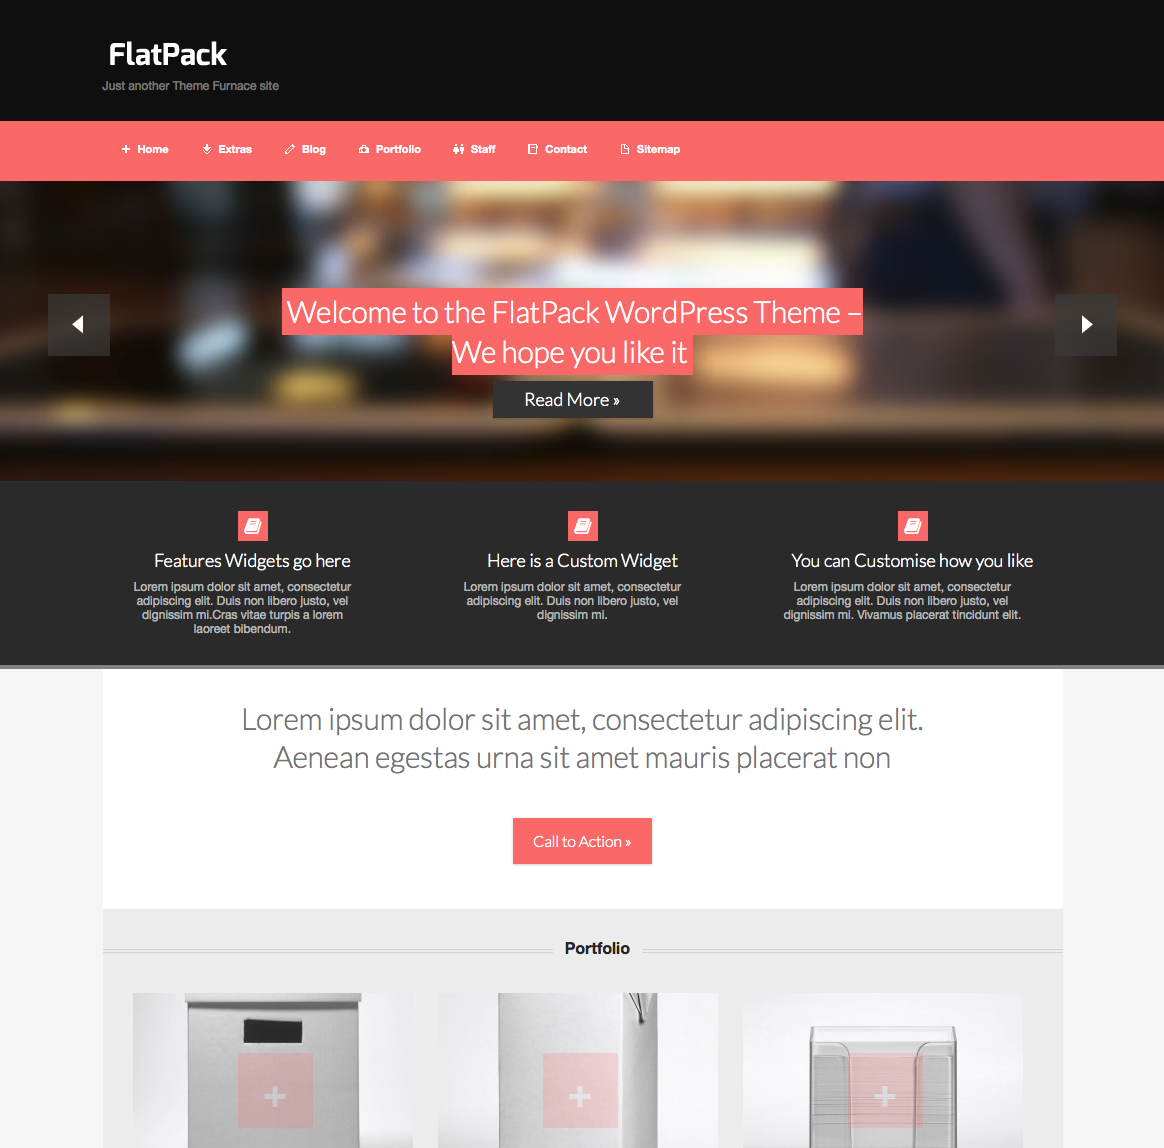 FlatPack
Just another Theme Furnace site
Home Extras Blog Portfolio Staff Contact Sitemap
Welcome to the FlatPack WordPress Theme –
We hope you like it
Read More »
Features Widgets go here
Lorem ipsum dolor sit amet, consectetur
adipiscing elit. Duis non libero justo, vel
dignissim mi.Cras vitae turpis a lorem
laoreet bibendum.
Here is a Custom Widget
Lorem ipsum dolor sit amet, consectetur
adipiscing elit. Duis non libero justo, vel
dignissim mi.
You can Customise how you like
Lorem ipsum dolor sit amet, consectetur
adipiscing elit. Duis non libero justo, vel
dignissim mi. Vivamus placerat tincidunt elit.
Lorem ipsum dolor sit amet, consectetur adipiscing elit.
Aenean egestas urna sit amet mauris placerat non
Call to Action »
Portfolio